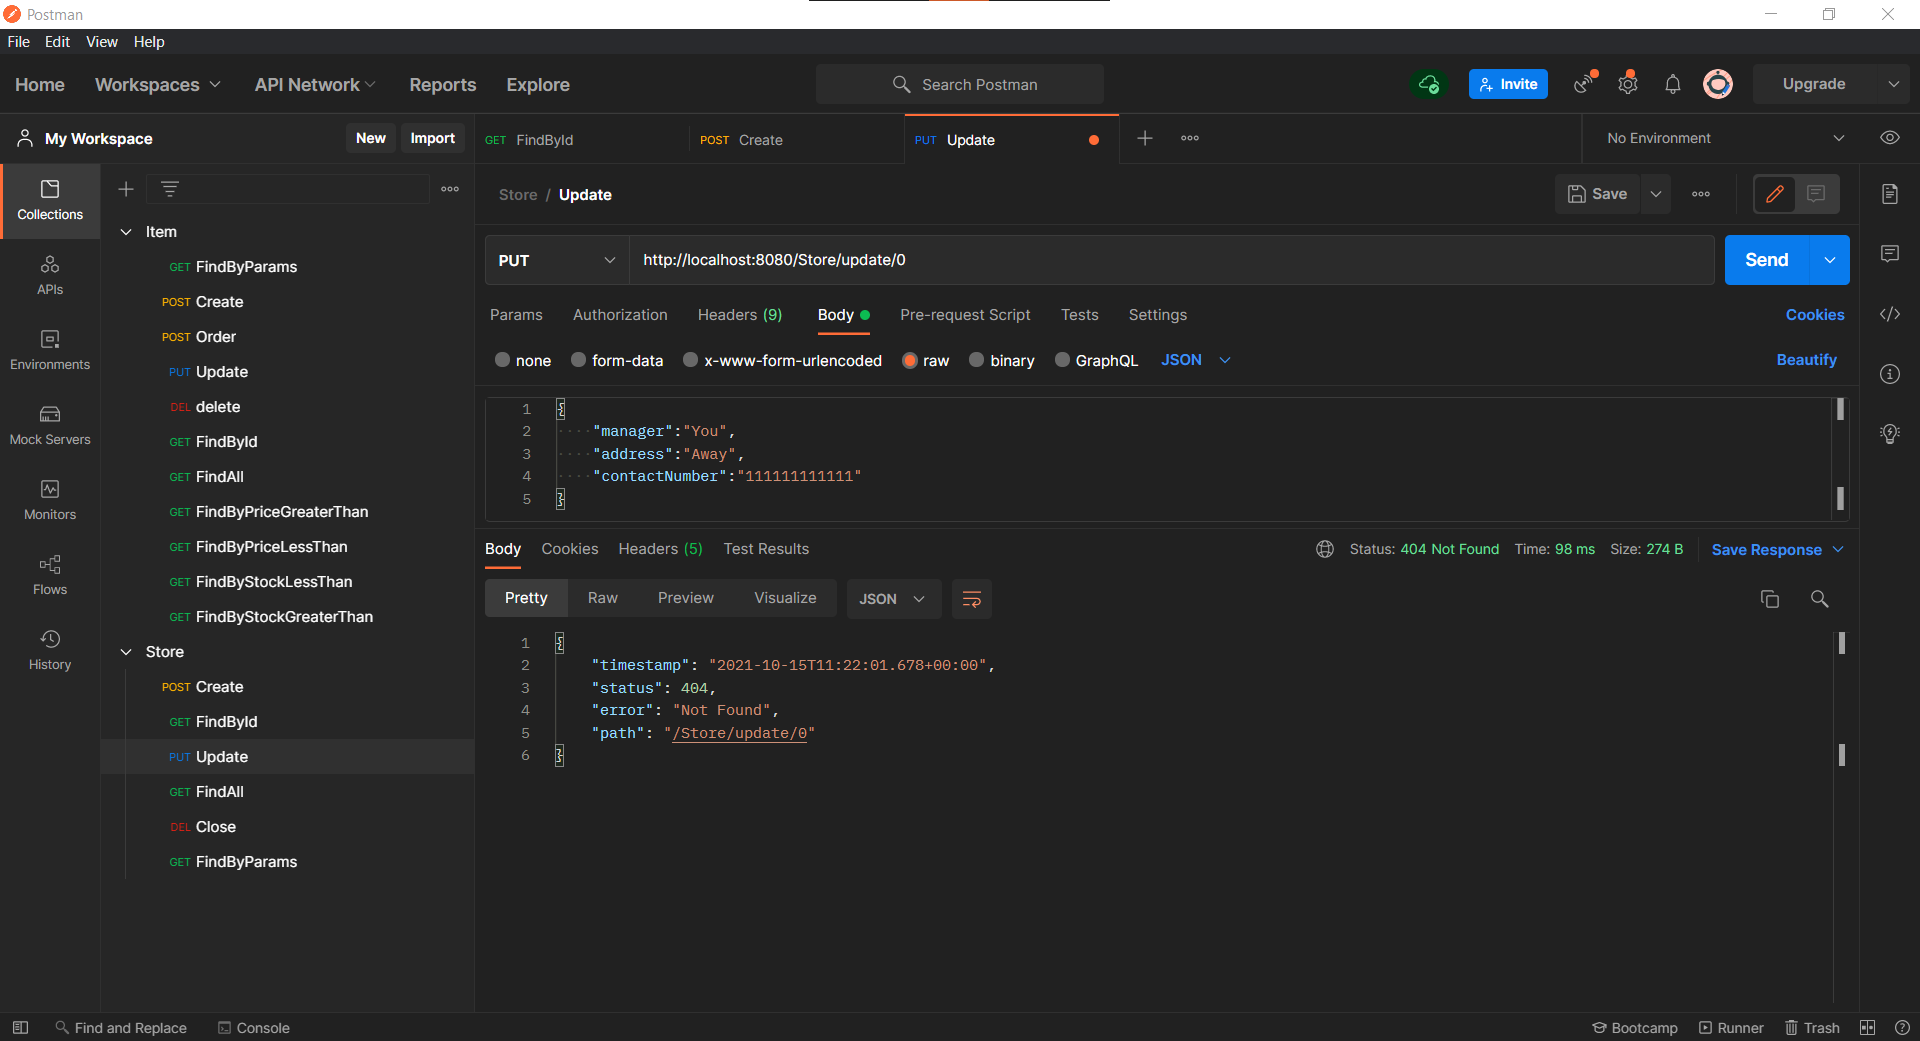 Postman
File Edit View Help
Home Workspaces API Network Reports Explore Search Postman Invite Upgrade
My Workspace New Import GET FindById POST Create PUT Update No Environment
Collections
APIs
Environments
Mock Servers
Monitors
Flows
History
Item
GET FindByParams
POST Create
POST Order
PUT Update
DEL delete
GET FindById
GET FindAll
GET FindByPriceGreaterThan
GET FindByPriceLessThan
GET FindByStockLessThan
GET FindByStockGreaterThan
Store
POST Create
GET FindById
PUT Update
GET FindAll
DEL Close
GET FindByParams
Store / Update Save
PUT http://localhost:8080/Store/update/0 Send
Params Authorization Headers (9) Body Pre-request Script Tests Settings Cookies
none form-data x-www-form-urlencoded raw binary GraphQL JSON Beautify
1 {
2 ····"manager":"You",
3 ····"address":"Away",
4 ····"contactNumber":"111111111111"
5 }
Body Cookies Headers (5) Test Results Status: 404 Not Found Time: 98 ms Size: 274 B Save Response
Pretty Raw Preview Visualize JSON
1 {
2 "timestamp": "2021-10-15T11:22:01.678+00:00",
3 "status": 404,
4 "error": "Not Found",
5 "path": "/Store/update/0"
6 }
Find and Replace Console Bootcamp Runner Trash